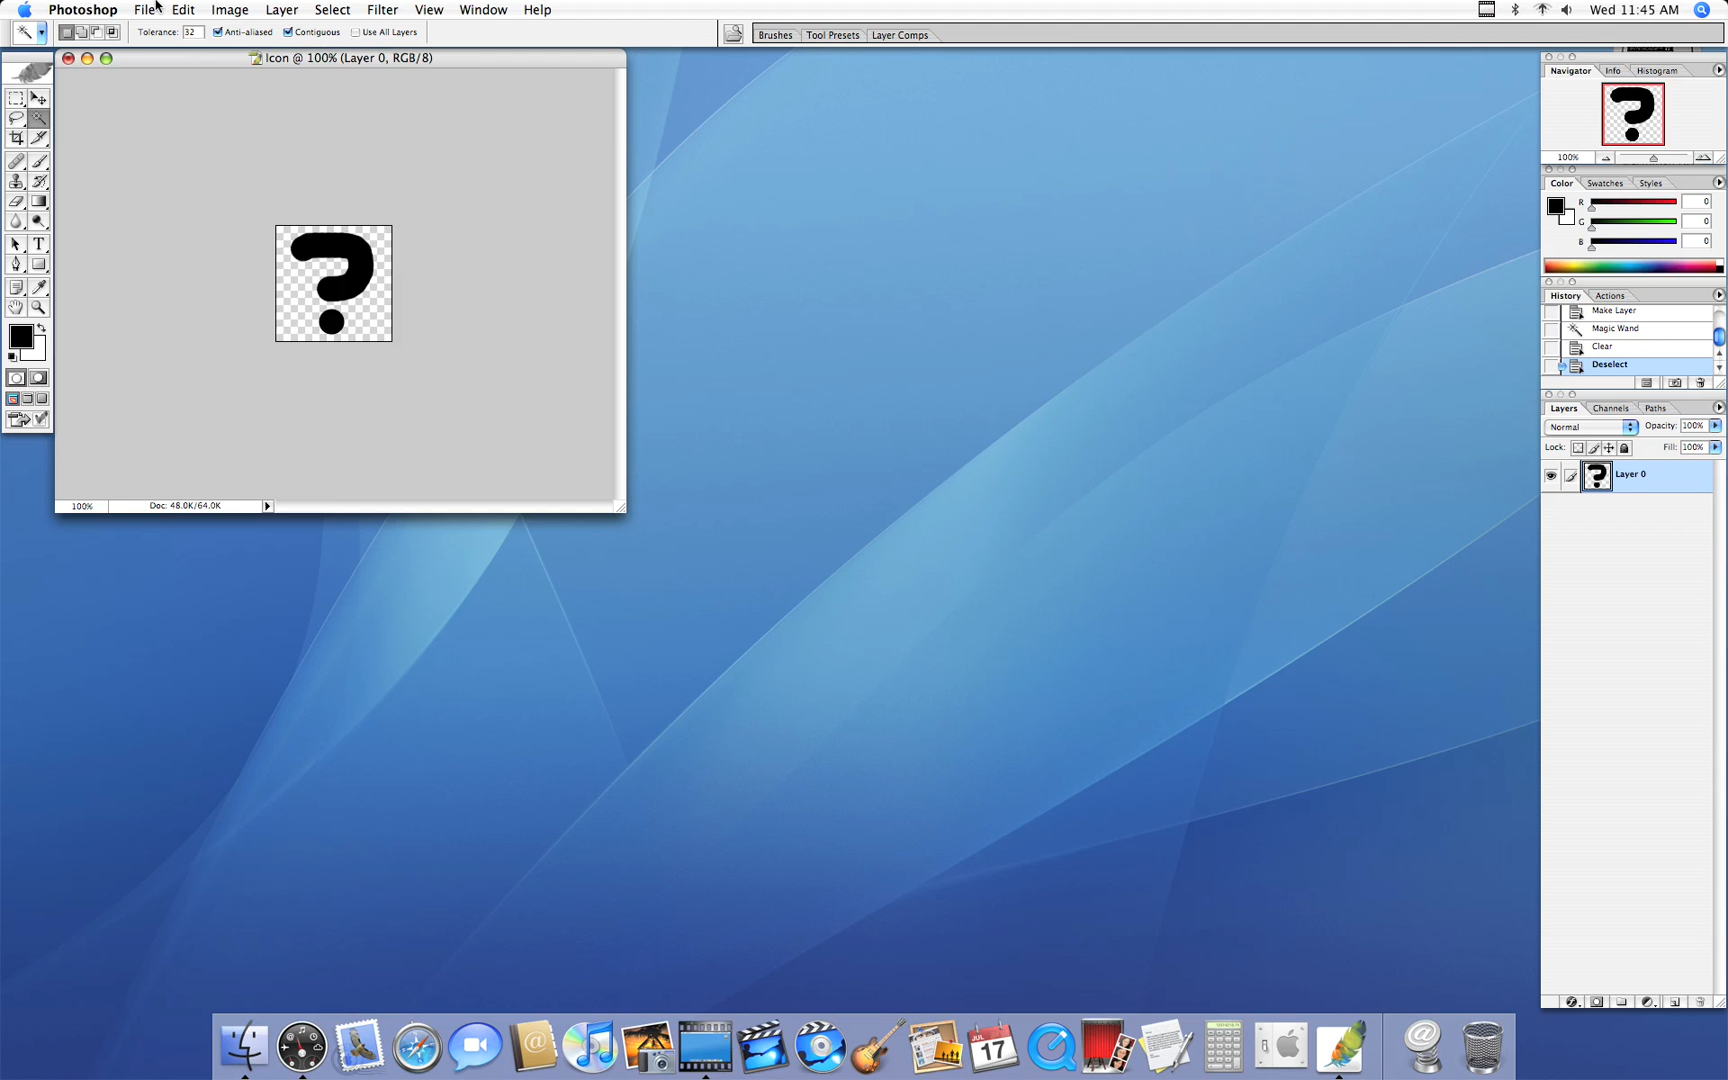 Photoshop File Edit Image Layer Select Filter View Window Help Wed 11:45 AM
Tolerance: 32 Anti-aliased Contiguous Use All Layers Brushes Tool Presets Layer Comps
Icon @ 100% (Layer 0, RGB/8)
?
100% Doc: 48.0K/64.0K
T
Navigator Info Histogram
?
100%
Color Swatches Styles
R 0
G 0
B 0
History Actions
Make Layer
Magic Wand
Clear
Deselect
Layers Channels Paths
Normal Opacity: 100%
Lock: Fill: 100%
? Layer 0
JUL
17
@
@